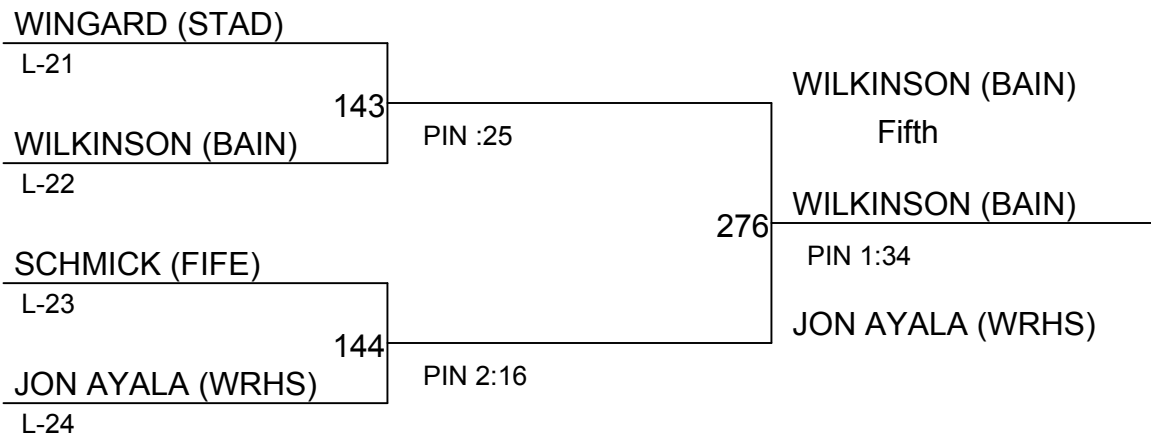 WINGARD (STAD)
L-21
143
WILKINSON (BAIN)
L-22
PIN :25
SCHMICK (FIFE)
L-23
144
JON AYALA (WRHS)
L-24
PIN 2:16
WILKINSON (BAIN)
Fifth
276
WILKINSON (BAIN)
PIN 1:34
JON AYALA (WRHS)